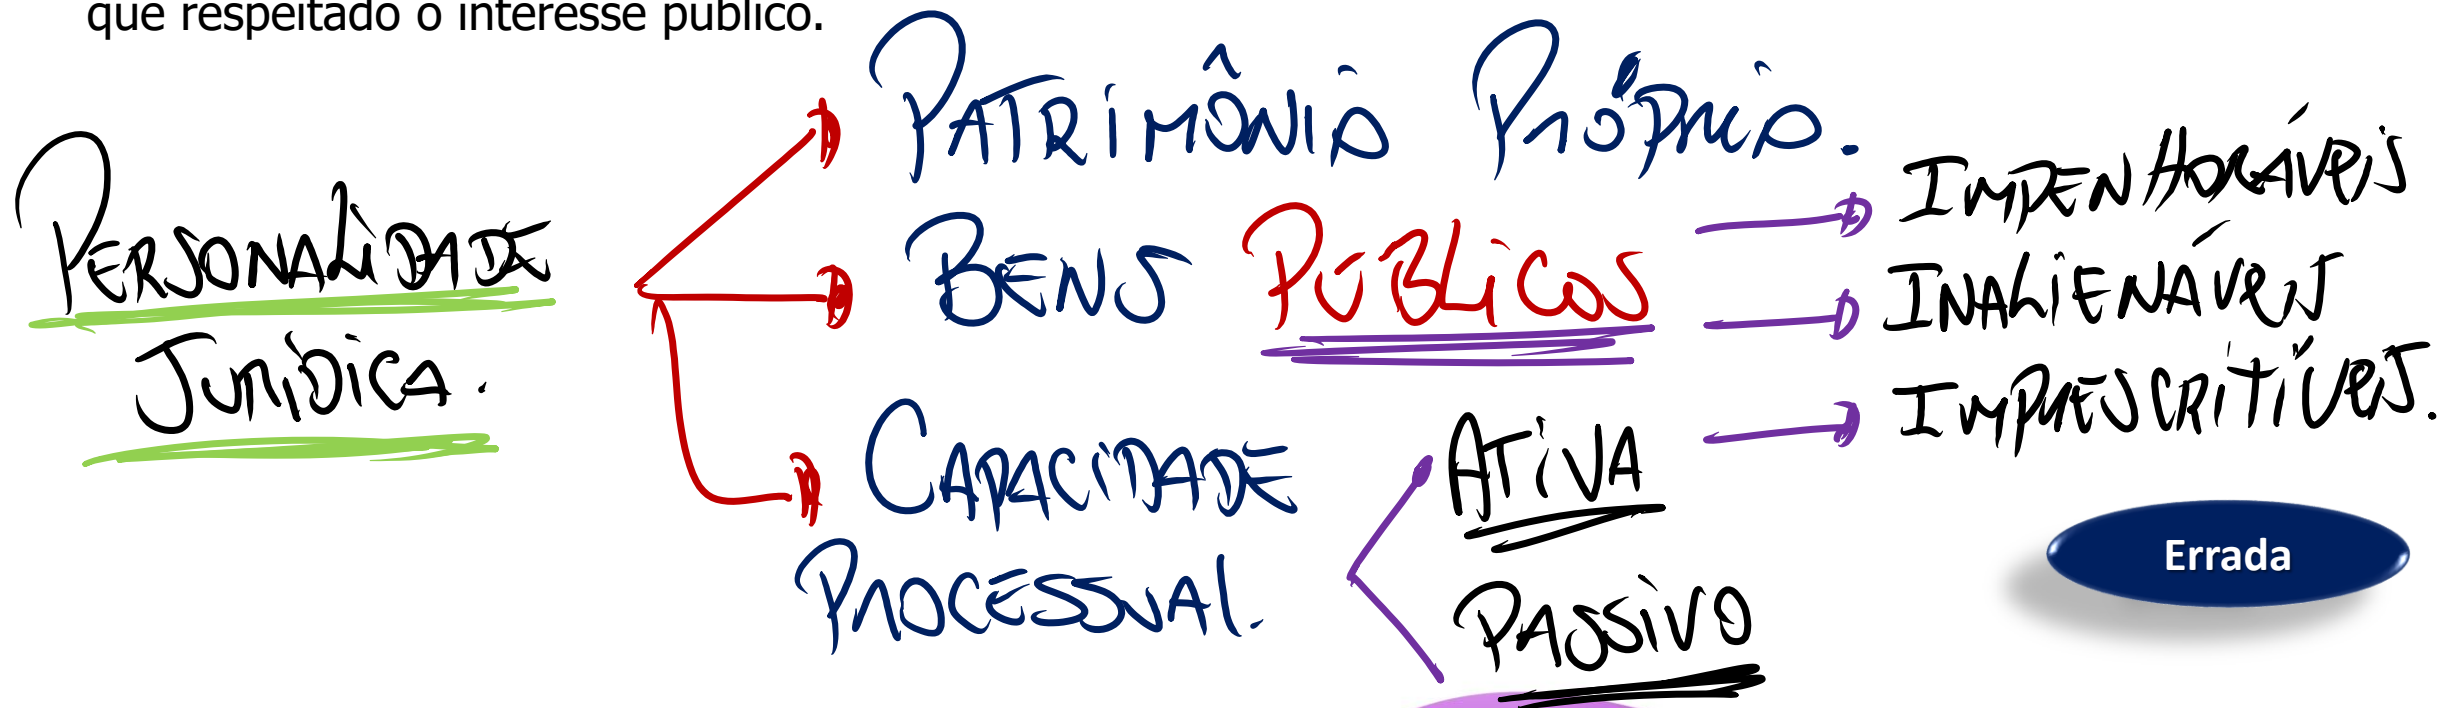 que respeitado o interesse público.
PERSONALIDADE
JURÍDICA.
PATRIMÔNIO PRÓPRIO.
BENS PÚBLICOS
IMPENHORÁVEIS
INALIENÁVEIS
IMPRESCRITÍVEIS.
CAPACIDADE
PROCESSUAL.
ATIVA
PASSIVO
Errada